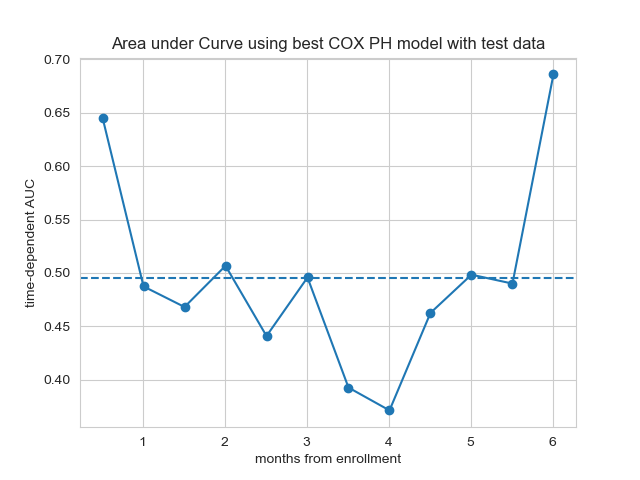 Area under Curve using best COX PH model with test data
time-dependent AUC
0.70
0.65
0.60
0.55
0.50
0.45
0.40
1 2 3 4 5 6
months from enrollment